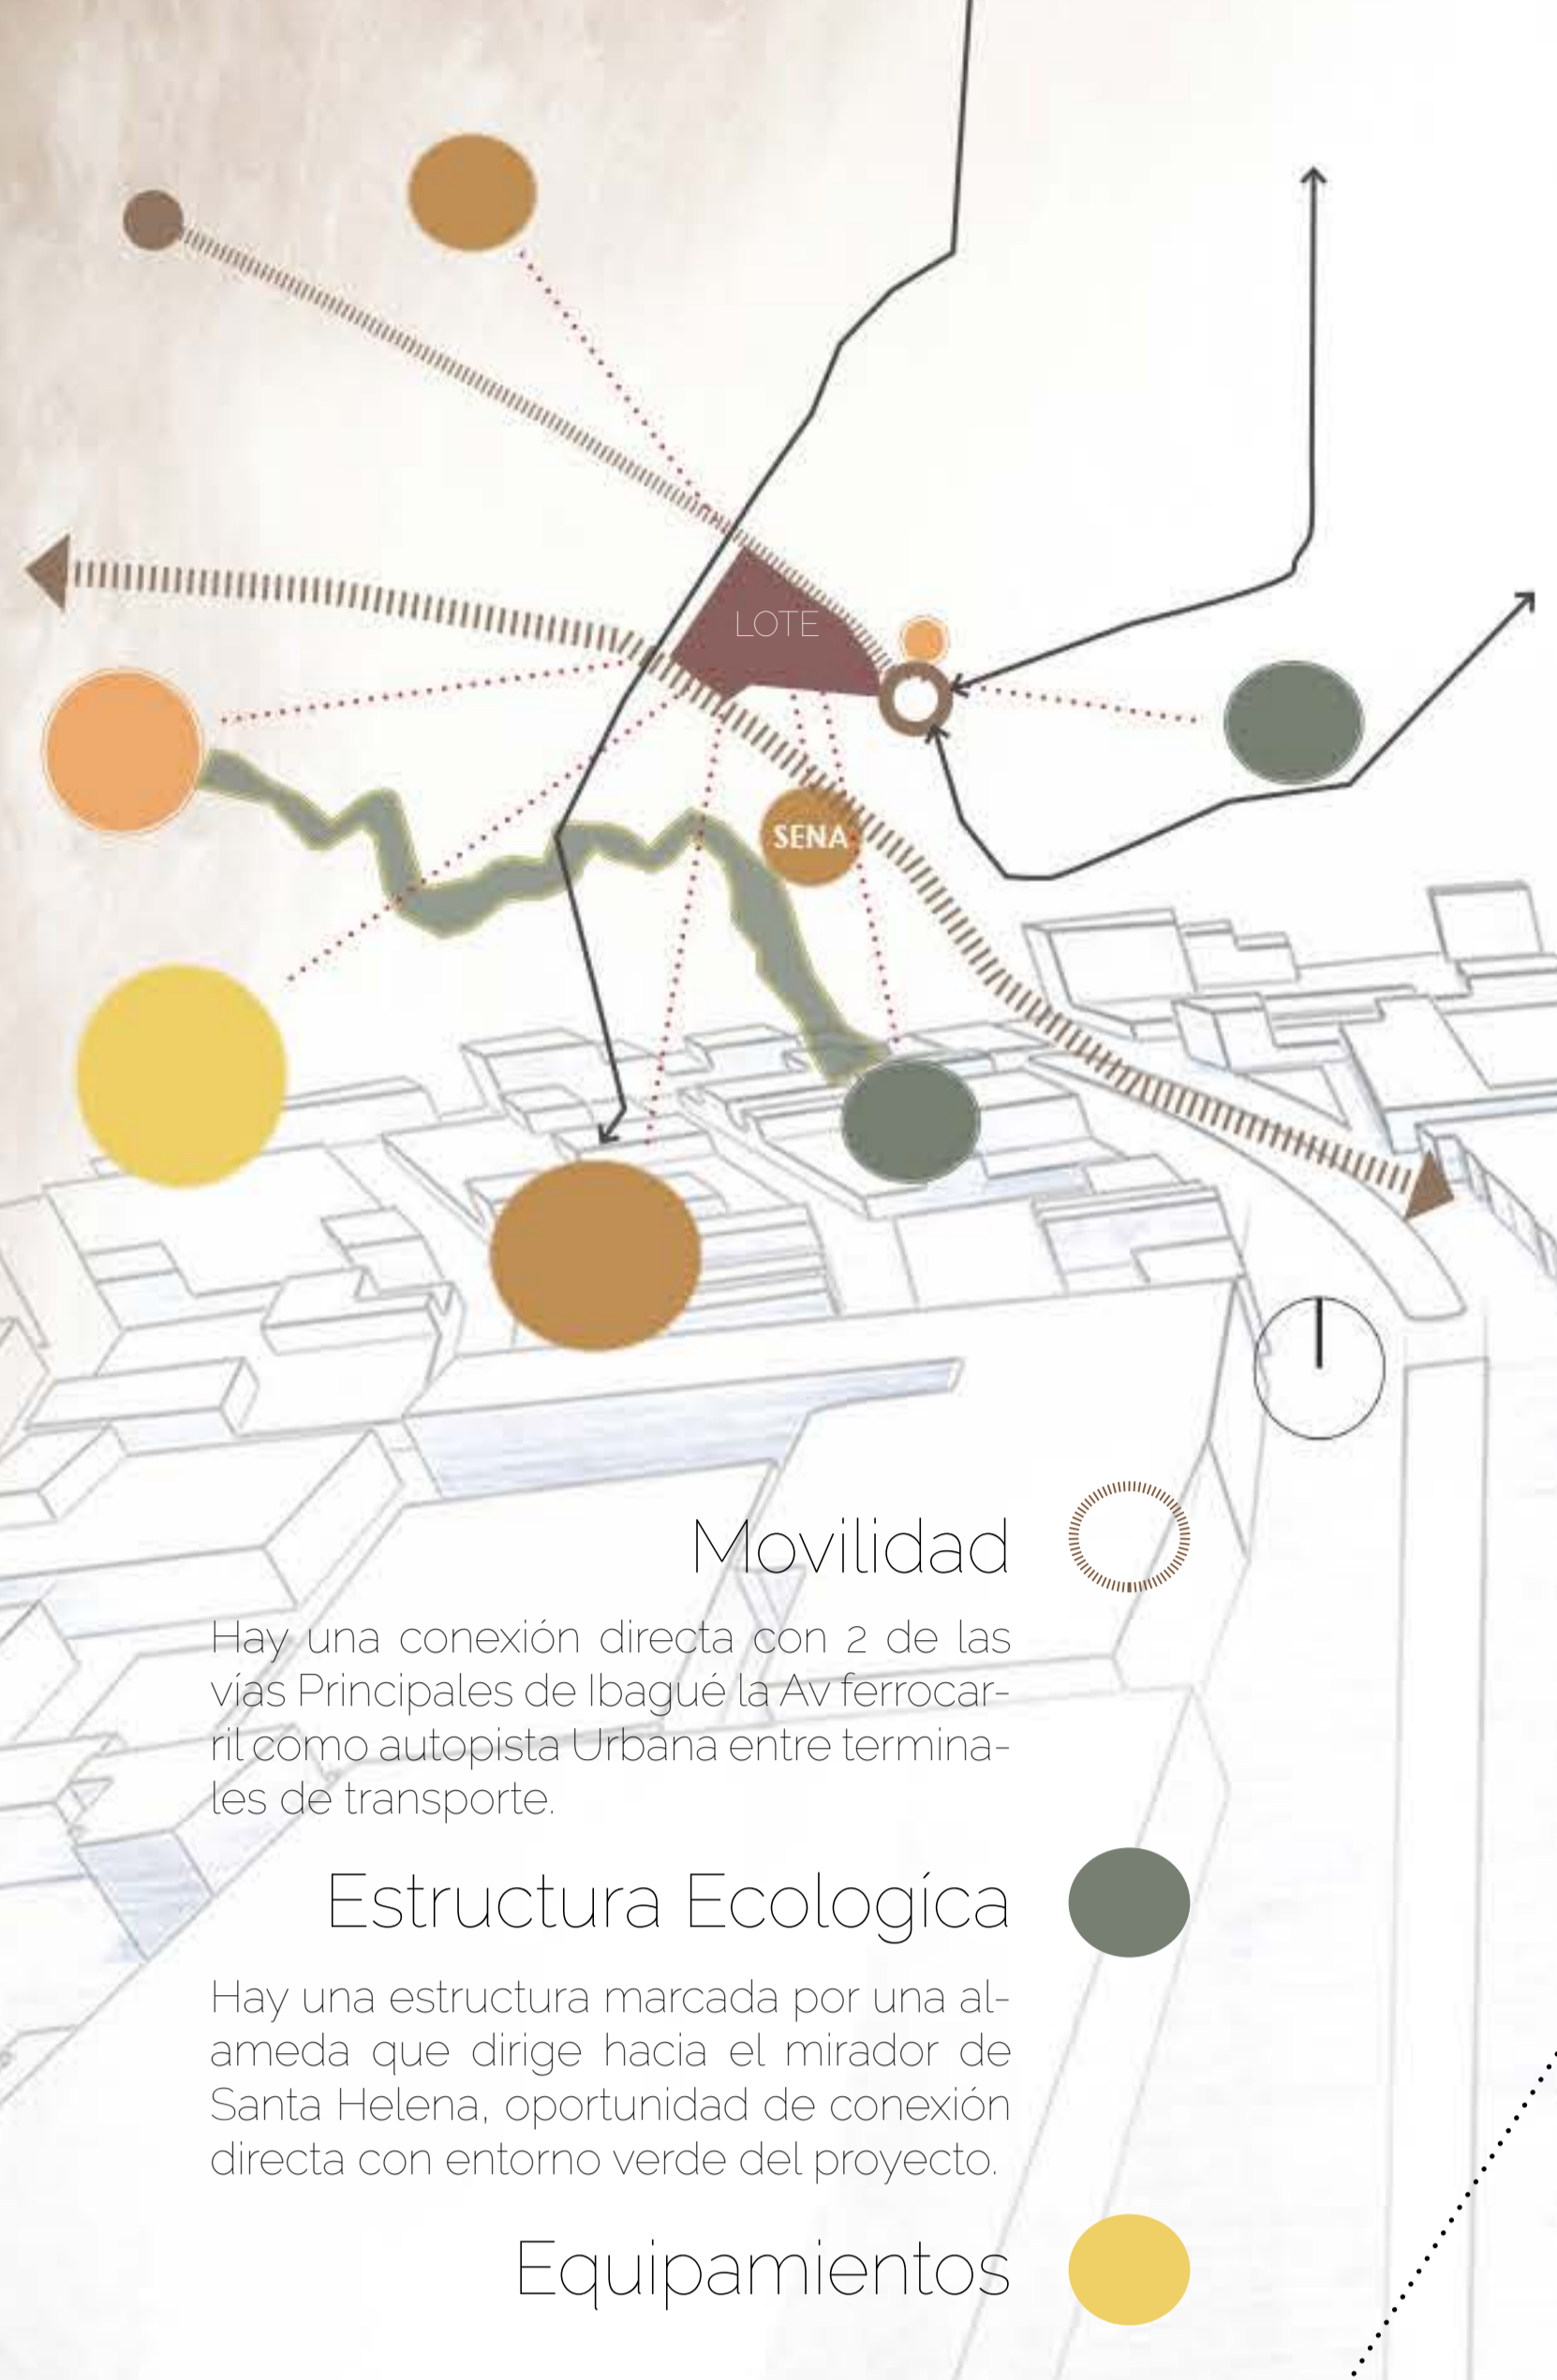 LOTE
SENA
Movilidad
Hay una conexión directa con 2 de las
vías Principales de Ibagué la Av ferrocar-
ril como autopista Urbana entre termina-
les de transporte.
Estructura Ecologíca
Hay una estructura marcada por una al-
ameda que dirige hacia el mirador de
Santa Helena, oportunidad de conexión
directa con entorno verde del proyecto.
Equipamientos